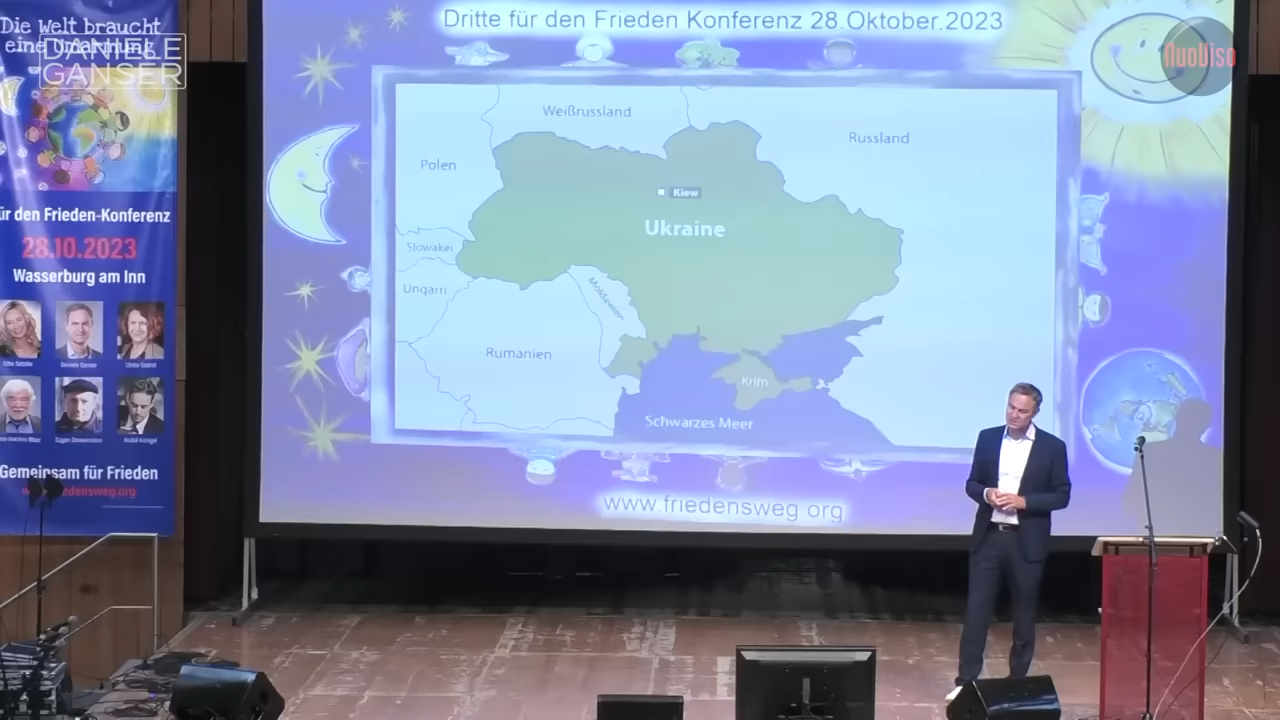 Die Welt braucht
eine Umarmung
DANIELE
GANSER
ür den Frieden-Konferenz
28.10.2023
Wasserburg am Inn
Gemeinsam für Frieden
Dritte für den Frieden Konferenz 28.Oktober.2023
NuoViso
Weißrussland
Russland
Polen
Kiew
Ukraine
Slowakei
Ungarn
Moldawien
Rumänien
Krim
Schwarzes Meer
www.friedensweg.org